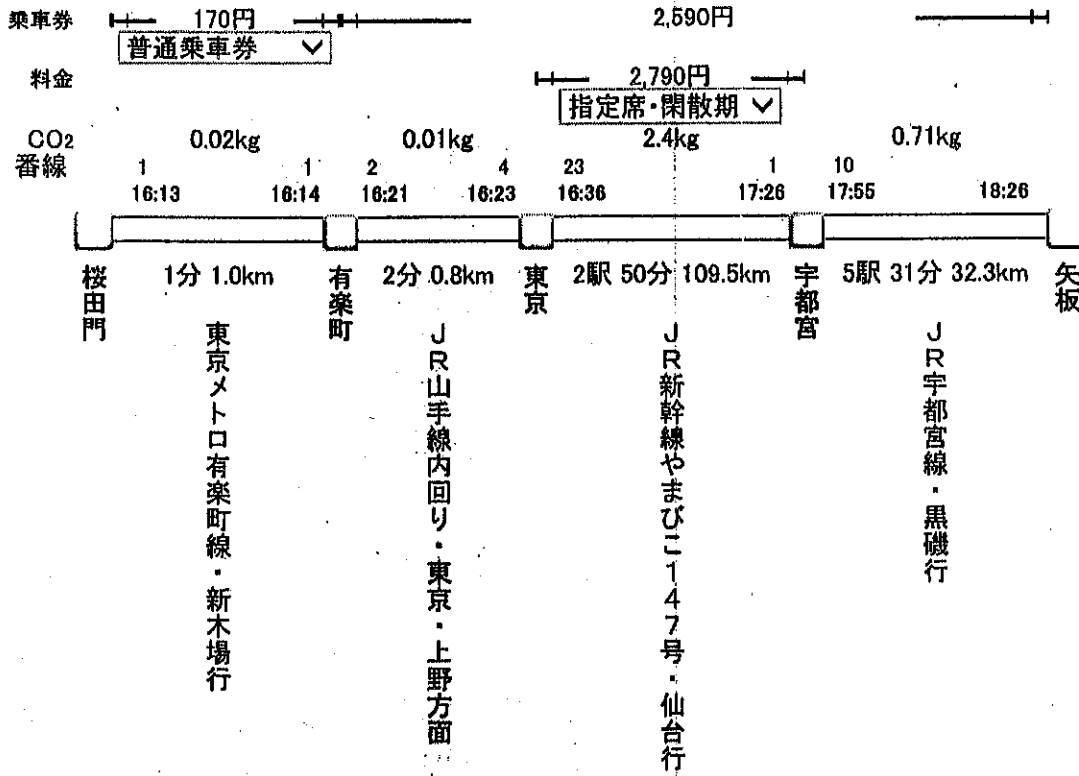 乗車券 170円 2,590円
普通乗車券
料金 2,790円
指定席・閑散期
CO2 0.02kg 0.01kg 2.4kg 0.71kg
番線 1 1 2 4 23 1 10
16:13 16:14 16:21 16:23 16:36 17:26 17:55 18:26
桜田門 1分 1.0km 有楽町 2分 0.8km 東京 2駅 50分 109.5km 宇都宮 5駅 31分 32.3km 矢板
東京メトロ有楽町線・新木場行
JR山手線内回り・東京・上野方面
JR新幹線やまびこ147号・仙台行
JR宇都宮線・黒磯行